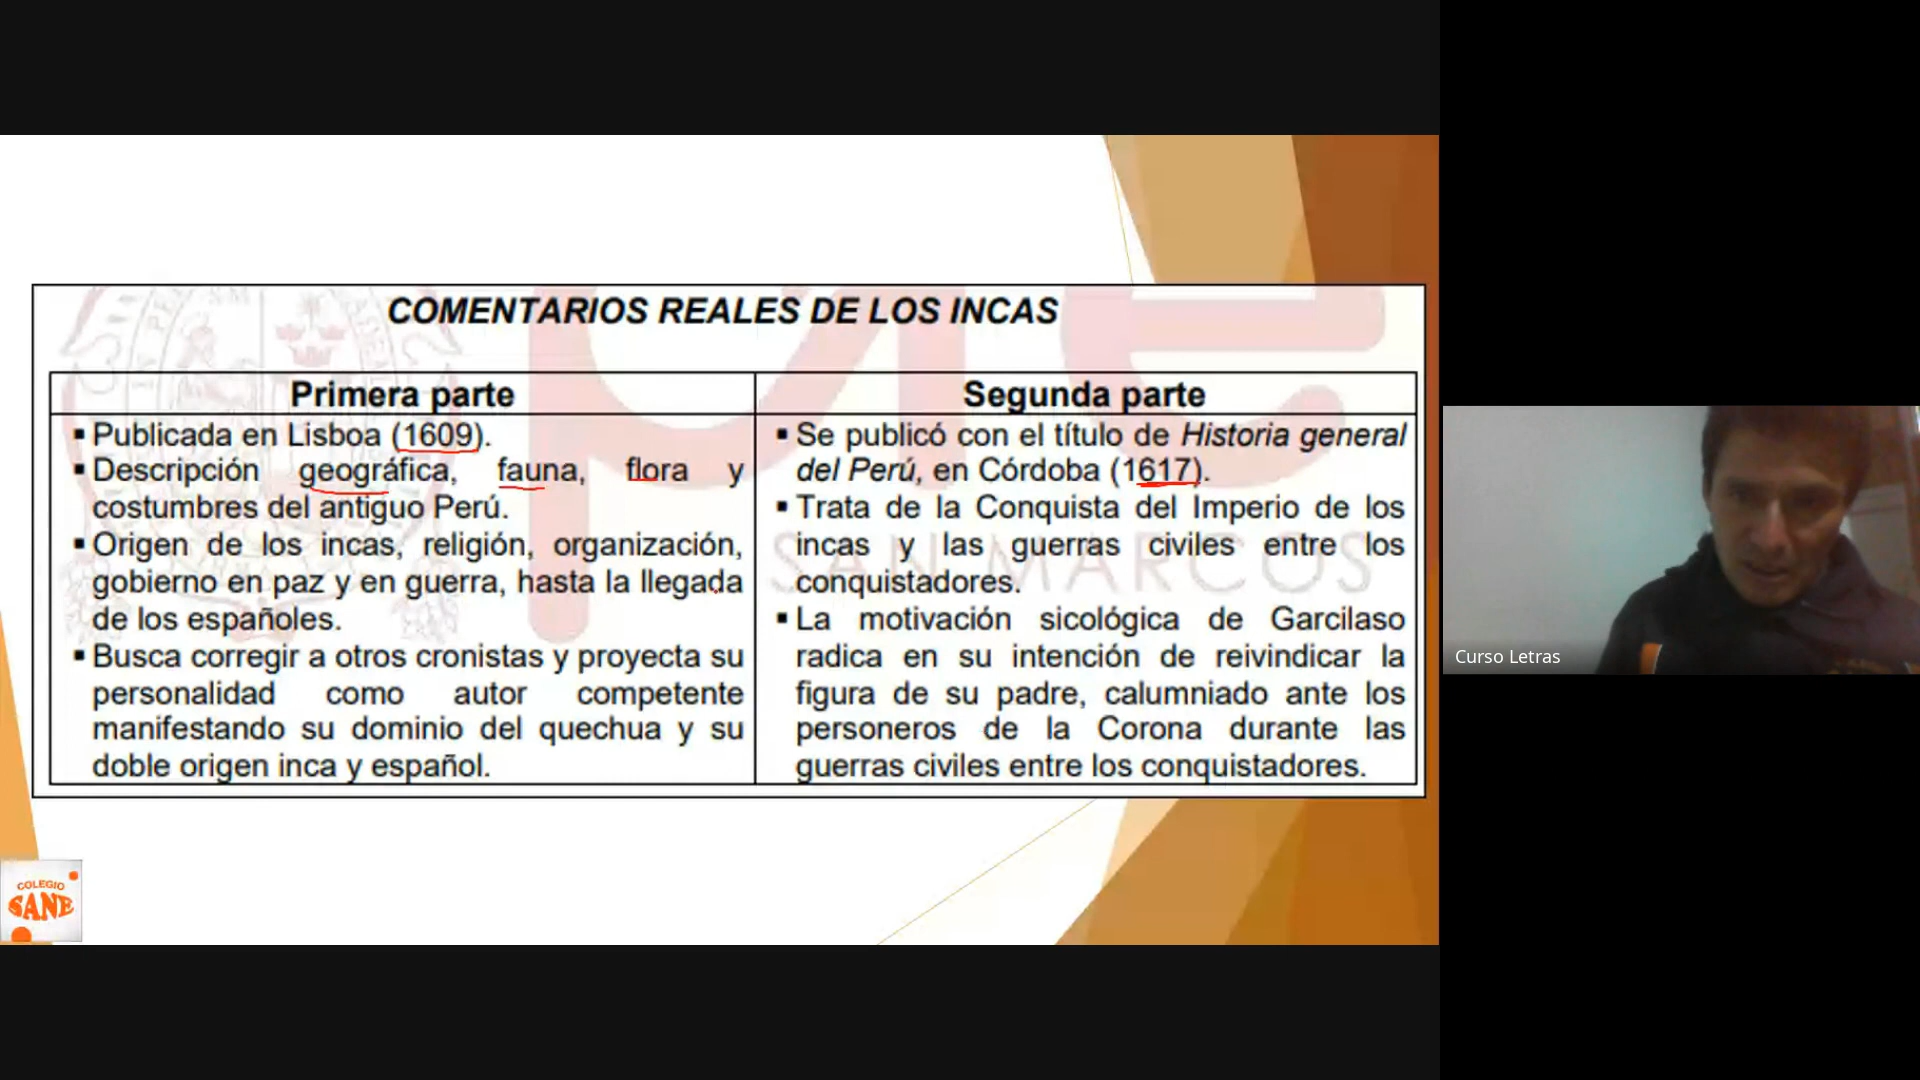 COMENTARIOS REALES DE LOS INCAS
Primera parte
▪ Publicada en Lisboa (1609).
▪ Descripción geográfica, fauna, flora y
costumbres del antiguo Perú.
▪ Origen de los incas, religión, organización,
gobierno en paz y en guerra, hasta la llegada
de los españoles.
▪ Busca corregir a otros cronistas y proyecta su
personalidad como autor competente
manifestando su dominio del quechua y su
doble origen inca y español.
Segunda parte
▪ Se publicó con el título de Historia general
del Perú, en Córdoba (1617).
▪ Trata de la Conquista del Imperio de los
incas y las guerras civiles entre los
conquistadores.
▪ La motivación sicológica de Garcilaso
radica en su intención de reivindicar la
figura de su padre, calumniado ante los
personeros de la Corona durante las
guerras civiles entre los conquistadores.
SAN MARCOS
COLEGIO
SANE
Curso Letras